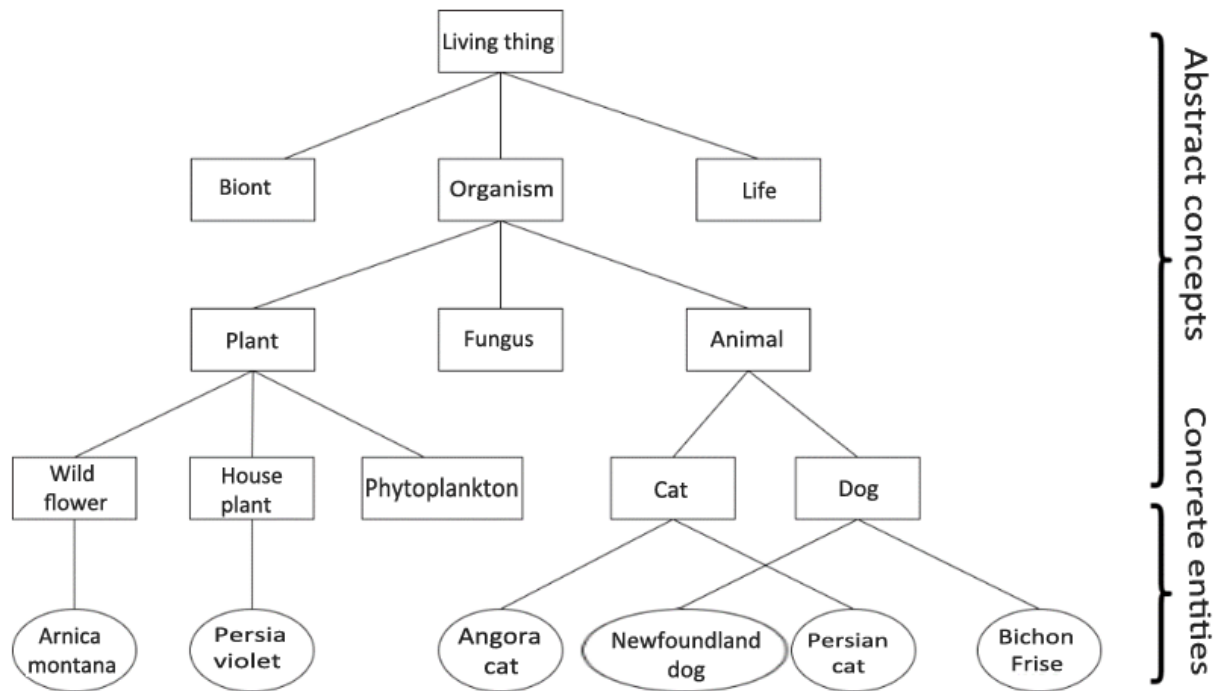 Living thing
Biont
Organism
Life
Plant
Fungus
Animal
Wild
flower
House
plant
Phytoplankton
Cat
Dog
Arnica
montana
Persia
violet
Angora
cat
Newfoundland
dog
Persian
cat
Bichon
Frise
Abstract concepts
Concrete entities